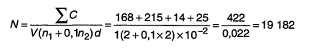 N = ∑C / V(n₁ + 0,1n₂)d = 168+215+14+25 / 1(2+0,1×2)×10⁻² = 422 / 0,022 = 19 182